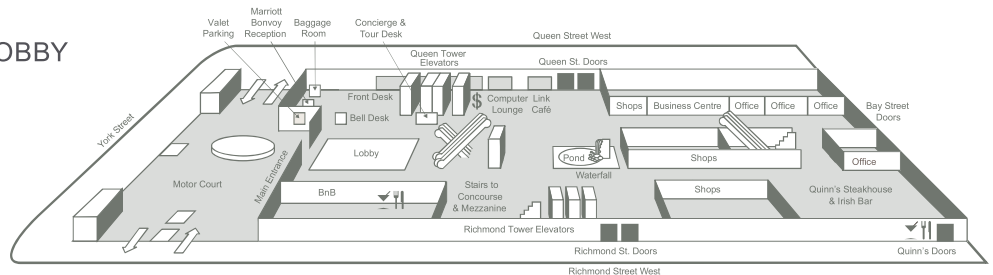 OBBY
Valet
Parking
Marriott
Bonvoy
Reception
Baggage
Room
Concierge &
Tour Desk
Queen Street West
Queen Tower
Elevators
Queen St. Doors
Front Desk
$
Computer
Lounge
Link
Café
Shops
Business Centre
Office
Office
Office
Bay Street
Doors
Bell Desk
York Street
Lobby
Pond
Waterfall
Shops
Office
Motor Court
Main Entrance
BnB
Stairs to
Concourse
& Mezzanine
Shops
Quinn's Steakhouse
& Irish Bar
Richmond Tower Elevators
Richmond St. Doors
Quinn's Doors
Richmond Street West